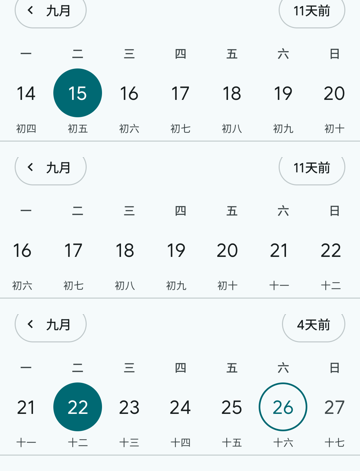 九月 11天前
一 二 三 四 五 六 日
14 15 16 17 18 19 20
初四 初五 初六 初七 初八 初九 初十
九月 11天前
一 二 三 四 五 六 日
16 17 18 19 20 21 22
初六 初七 初八 初九 初十 十一 十二
九月 4天前
一 二 三 四 五 六 日
21 22 23 24 25 26 27
十一 十二 十三 十四 十五 十六 十七